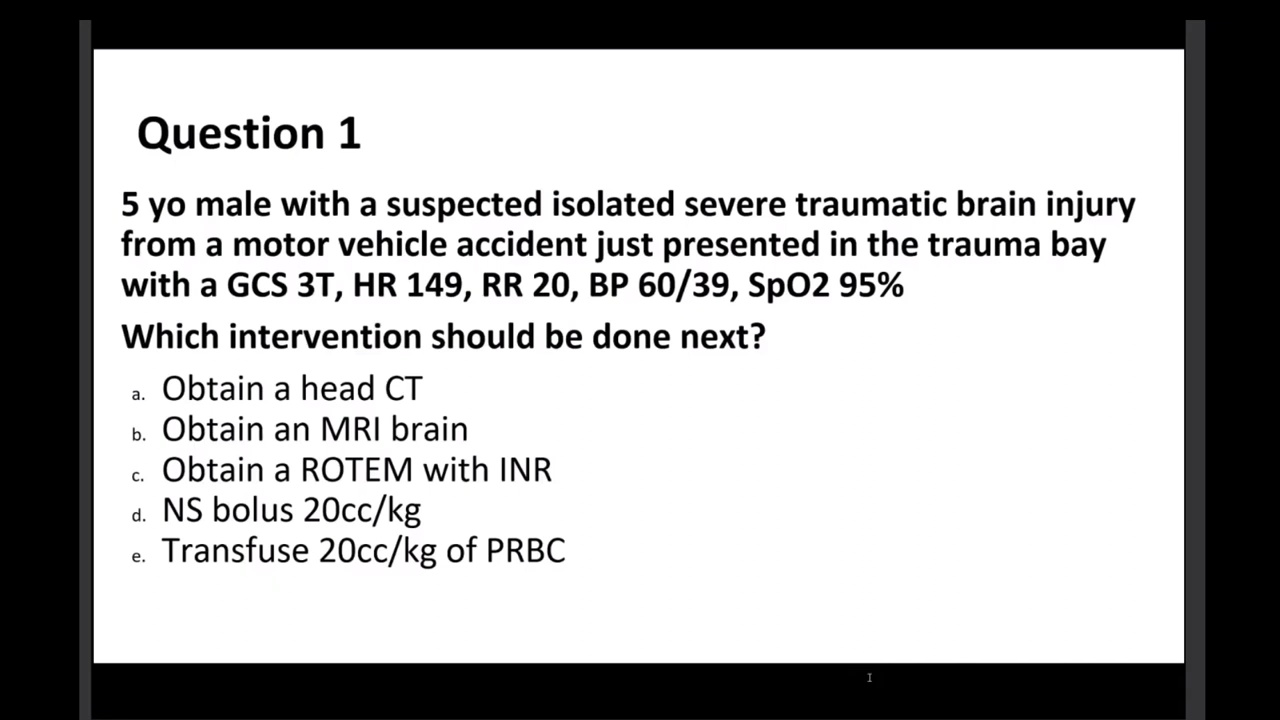 Question 1
5 yo male with a suspected isolated severe traumatic brain injury
from a motor vehicle accident just presented in the trauma bay
with a GCS 3T, HR 149, RR 20, BP 60/39, SpO2 95%
Which intervention should be done next?
a. Obtain a head CT
b. Obtain an MRI brain
c. Obtain a ROTEM with INR
d. NS bolus 20cc/kg
e. Transfuse 20cc/kg of PRBC